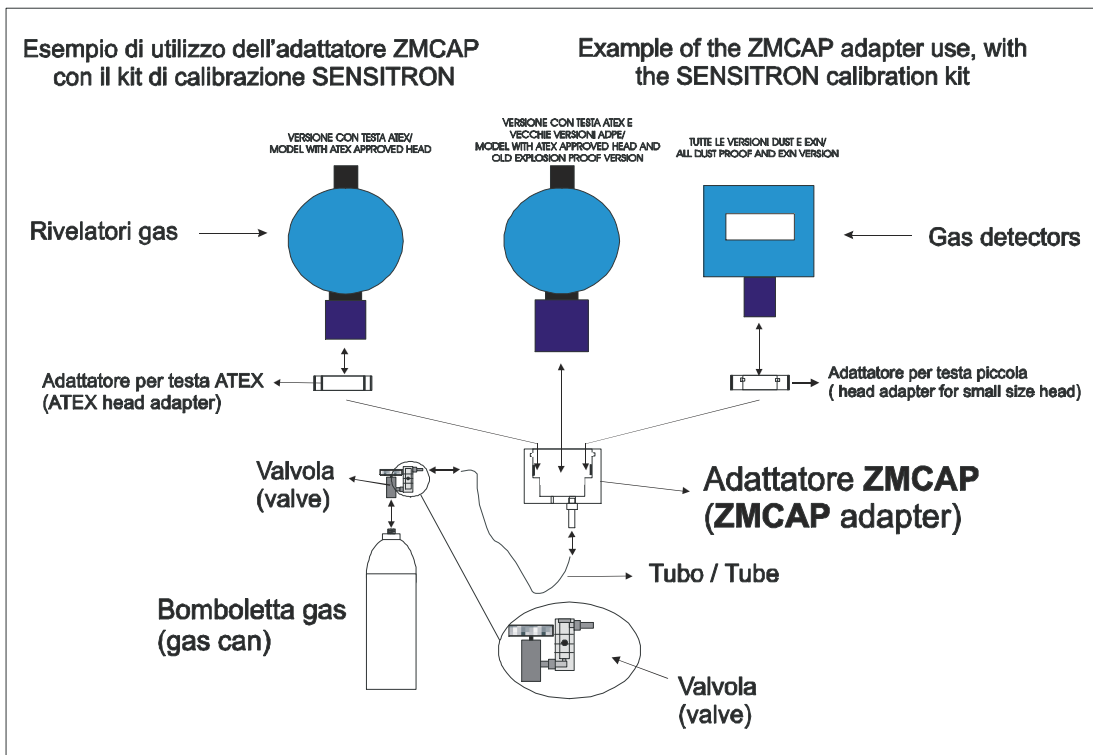 Esempio di utilizzo dell'adattatore ZMCAP
con il kit di calibrazione SENSITRON
Example of the ZMCAP adapter use, with
the SENSITRON calibration kit
VERSIONE CON TESTA ATEX/
MODEL WITH ATEX APPROVED HEAD
VERSIONE CON TESTA ATEX E
VECCHIE VERSIONI ADPE/
MODEL WITH ATEX APPROVED HEAD AND
OLD EXPLOSION PROOF VERSION
TUTTE LE VERSIONI DUST E EXN/
ALL DUST PROOF AND EXN VERSION
Rivelatori gas
Gas detectors
Adattatore per testa ATEX
(ATEX head adapter)
Adattatore per testa piccola
( head adapter for small size head)
Valvola
(valve)
Adattatore ZMCAP
(ZMCAP adapter)
Tubo / Tube
Bomboletta gas
(gas can)
Valvola
(valve)